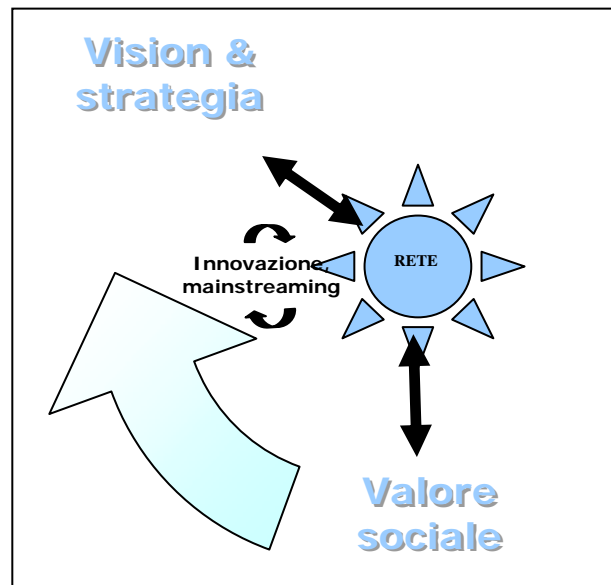 Vision &
strategia
Innovazione,
mainstreaming
RETE
Valore
sociale